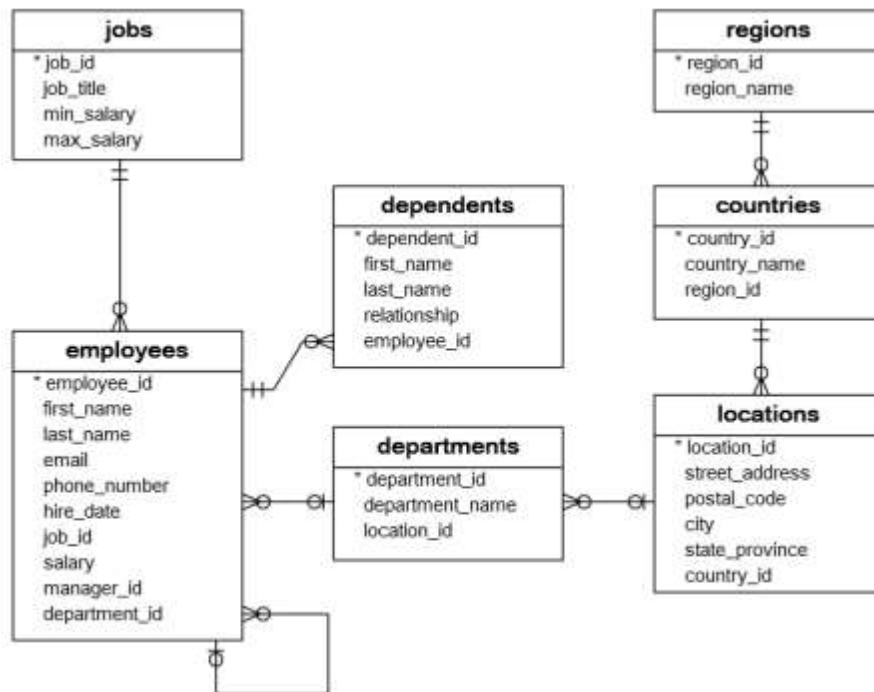 jobs
* job_id
job_title
min_salary
max_salary
regions
* region_id
region_name
dependents
* dependent_id
first_name
last_name
relationship
employee_id
countries
* country_id
country_name
region_id
employees
* employee_id
first_name
last_name
email
phone_number
hire_date
job_id
salary
manager_id
department_id
departments
* department_id
department_name
location_id
locations
* location_id
street_address
postal_code
city
state_province
country_id